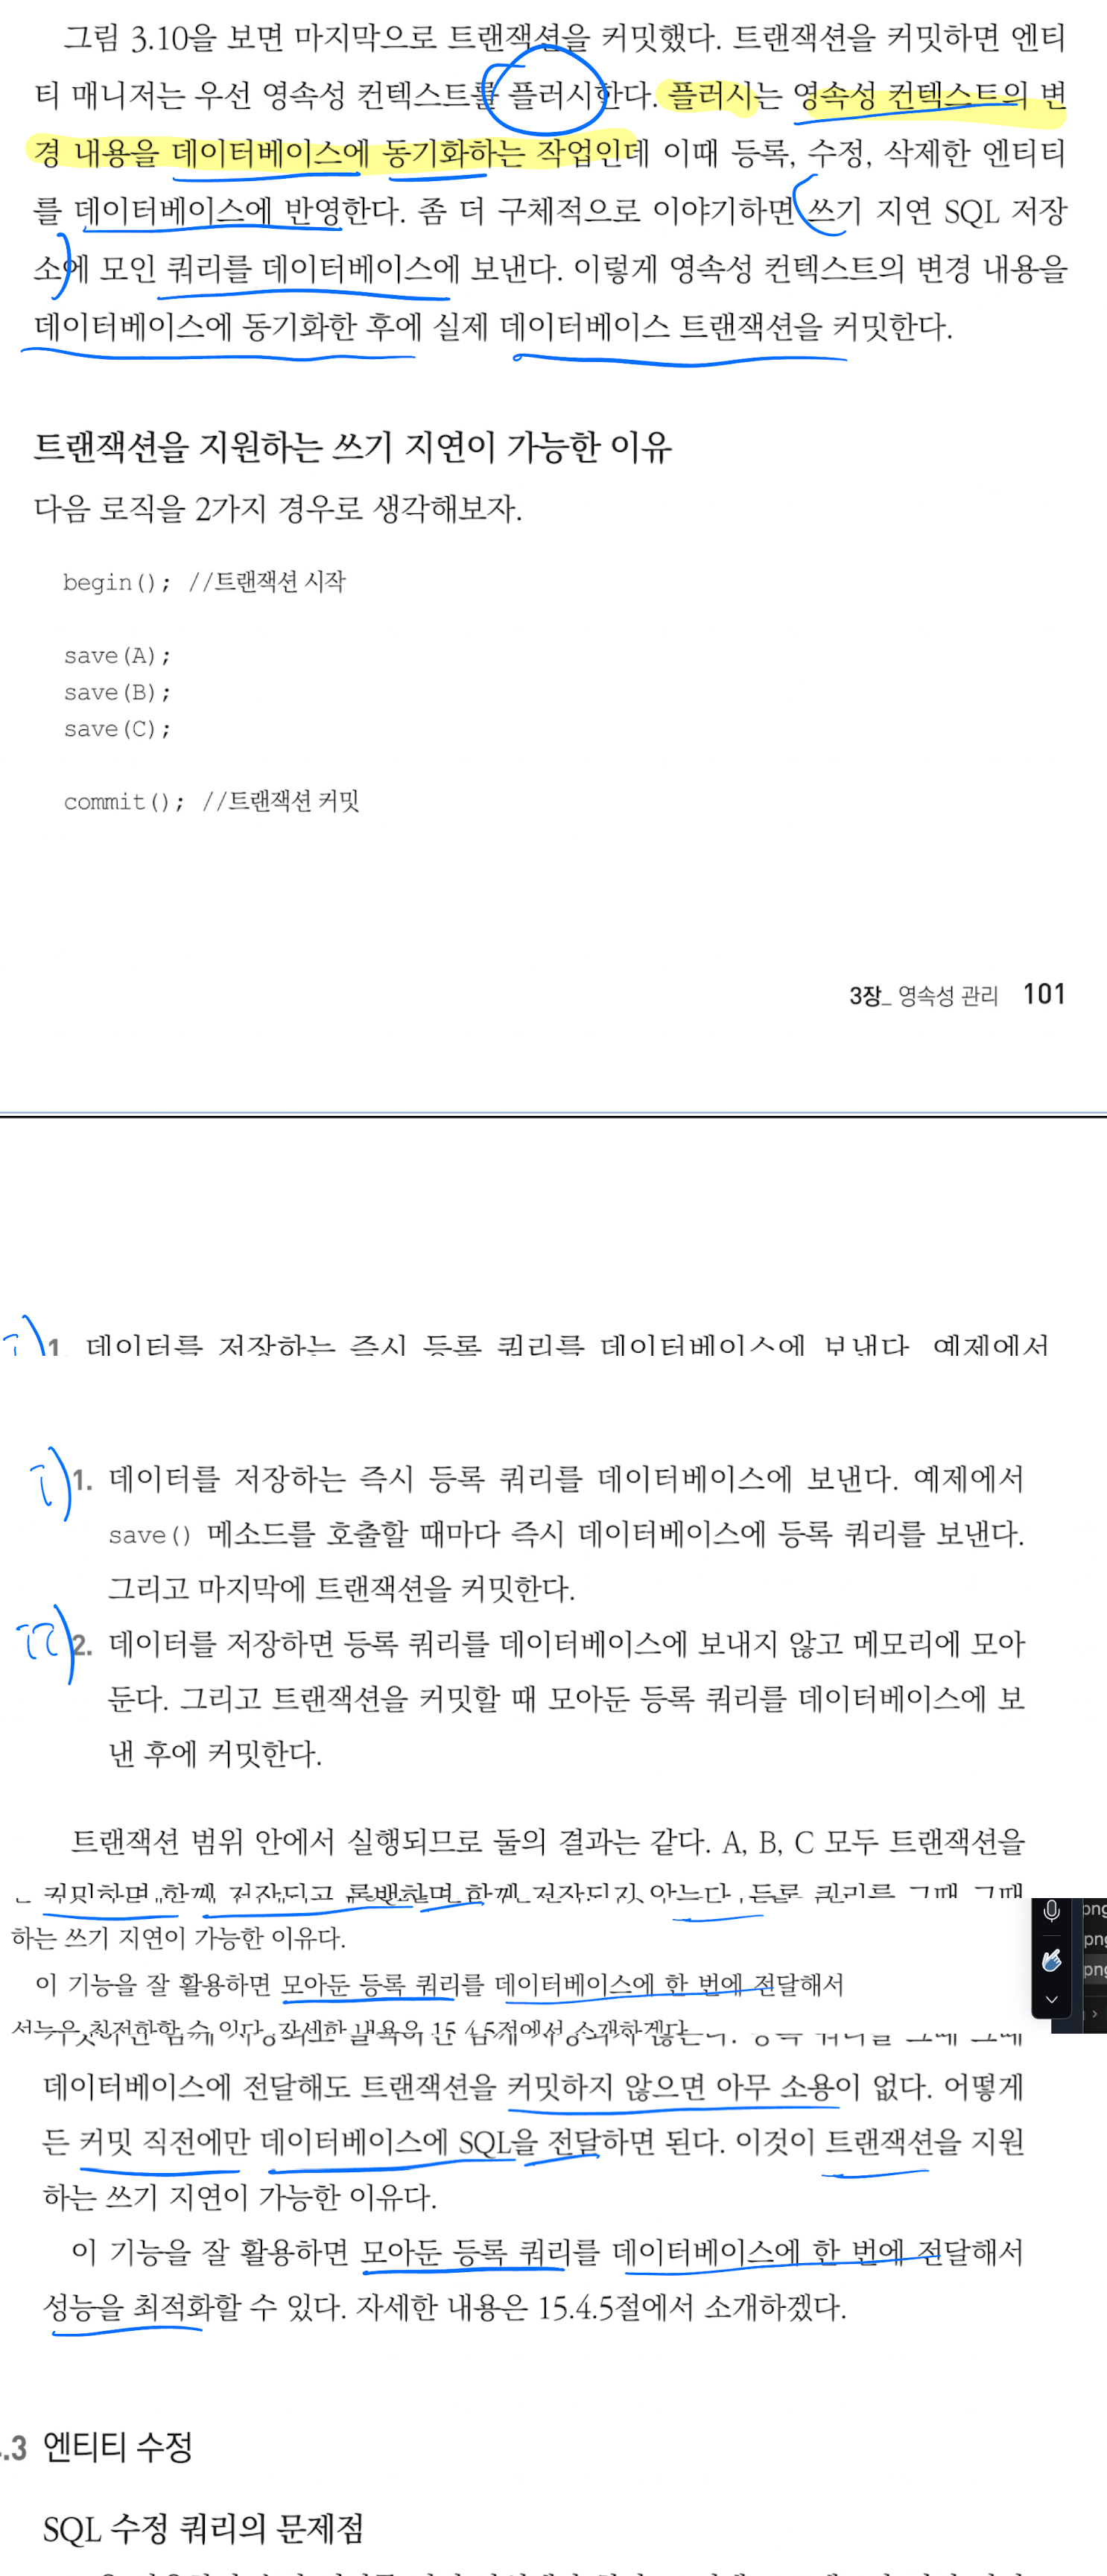 그림 3.10을 보면 마지막으로 트랜잭션을 커밋했다. 트랜잭션을 커밋하면 엔티
티 매니저는 우선 영속성 컨텍스트를 플러시한다. 플러시는 영속성 컨텍스트의 변
경 내용을 데이터베이스에 동기화하는 작업인데 이때 등록, 수정, 삭제한 엔티티
를 데이터베이스에 반영한다. 좀 더 구체적으로 이야기하면 쓰기 지연 SQL 저장
소에 모인 쿼리를 데이터베이스에 보낸다. 이렇게 영속성 컨텍스트의 변경 내용을
데이터베이스에 동기화한 후에 실제 데이터베이스 트랜잭션을 커밋한다.
트랜잭션을 지원하는 쓰기 지연이 가능한 이유
다음 로직을 2가지 경우로 생각해보자.
begin(); //트랜잭션 시작
save(A);
save(B);
save(C);
commit(); //트랜잭션 커밋
3장_ 영속성 관리 101
i) 1. 데이터를 저장하는 즉시 등록 쿼리를 데이터베이스에 보낸다. 예제에서
i) 1. 데이터를 저장하는 즉시 등록 쿼리를 데이터베이스에 보낸다. 예제에서
save() 메소드를 호출할 때마다 즉시 데이터베이스에 등록 쿼리를 보낸다.
그리고 마지막에 트랜잭션을 커밋한다.
ii) 2. 데이터를 저장하면 등록 쿼리를 데이터베이스에 보내지 않고 메모리에 모아
둔다. 그리고 트랜잭션을 커밋할 때 모아둔 등록 쿼리를 데이터베이스에 보
낸 후에 커밋한다.
트랜잭션 범위 안에서 실행되므로 둘의 결과는 같다. A, B, C 모두 트랜잭션을
커밋하면 함께 저장되고 롤백하면 함께 저장되지 않는다. 등록 쿼리를 그때 그때
하는 쓰기 지연이 가능한 이유다.
이 기능을 잘 활용하면 모아둔 등록 쿼리를 데이터베이스에 한 번에 전달해서
데이터베이스에 전달해도 트랜잭션을 커밋하지 않으면 아무 소용이 없다. 어떻게
든 커밋 직전에만 데이터베이스에 SQL을 전달하면 된다. 이것이 트랜잭션을 지원
하는 쓰기 지연이 가능한 이유다.
이 기능을 잘 활용하면 모아둔 등록 쿼리를 데이터베이스에 한 번에 전달해서
성능을 최적화할 수 있다. 자세한 내용은 15.4.5절에서 소개하겠다.
.3 엔티티 수정
SQL 수정 쿼리의 문제점